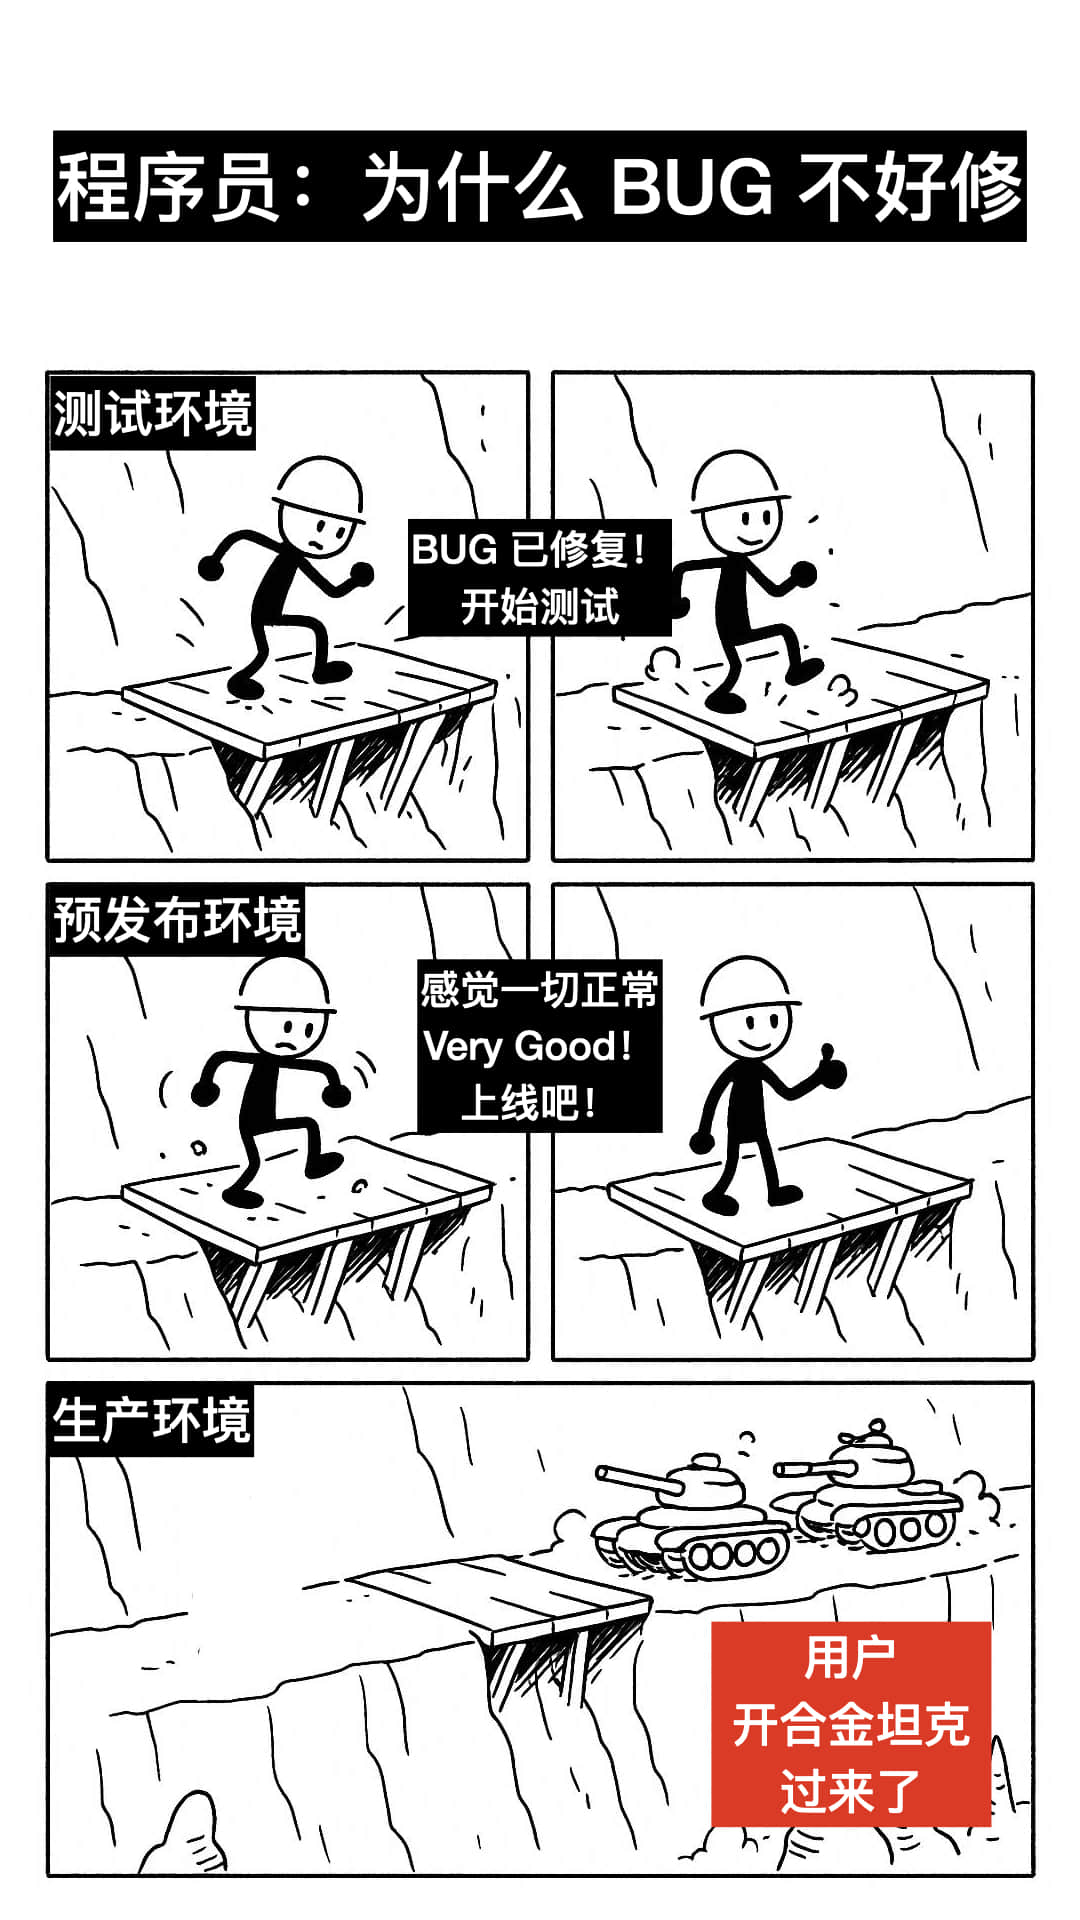 程序员：为什么 BUG 不好修
测试环境
BUG 已修复！
开始测试
预发布环境
感觉一切正常
Very Good！
上线吧！
生产环境
用户
开合金坦克
过来了